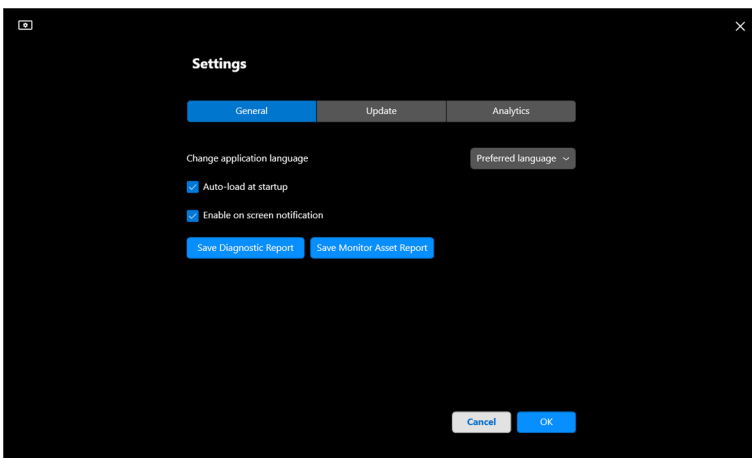 Settings
General Update Analytics
Change application language Preferred language
Auto-load at startup
Enable on screen notification
Save Diagnostic Report Save Monitor Asset Report
Cancel OK